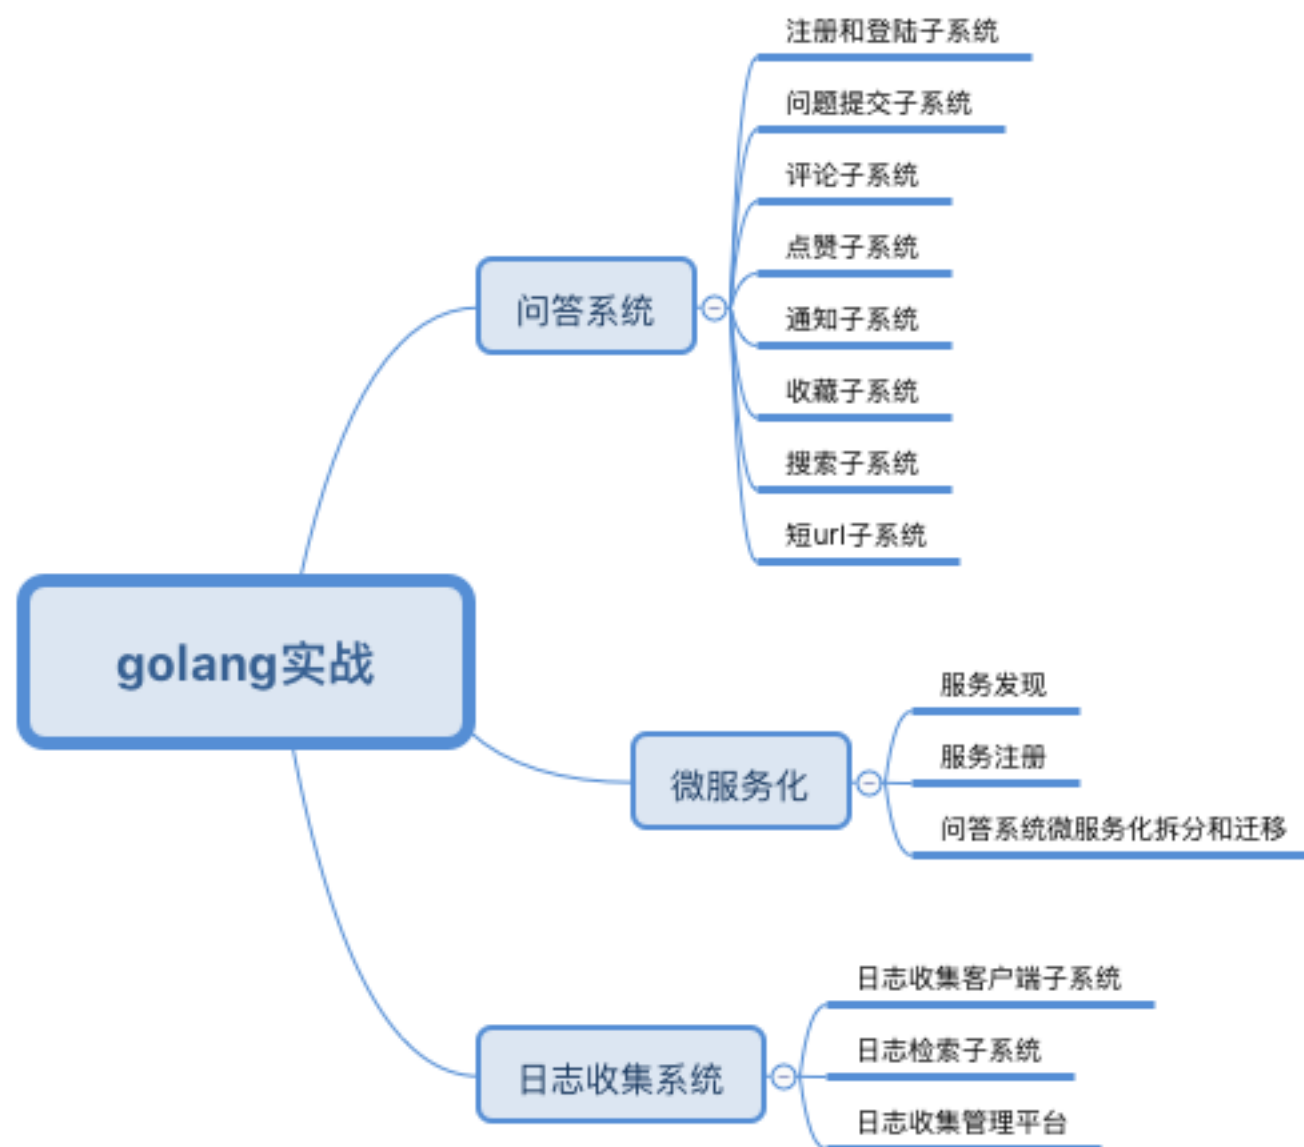 注册和登陆子系统
问题提交子系统
评论子系统
点赞子系统
问答系统
通知子系统
收藏子系统
搜索子系统
短url子系统
golang实战
服务发现
服务注册
微服务化
问答系统微服务化拆分和迁移
日志收集客户端子系统
日志检索子系统
日志收集系统
日志收集管理平台